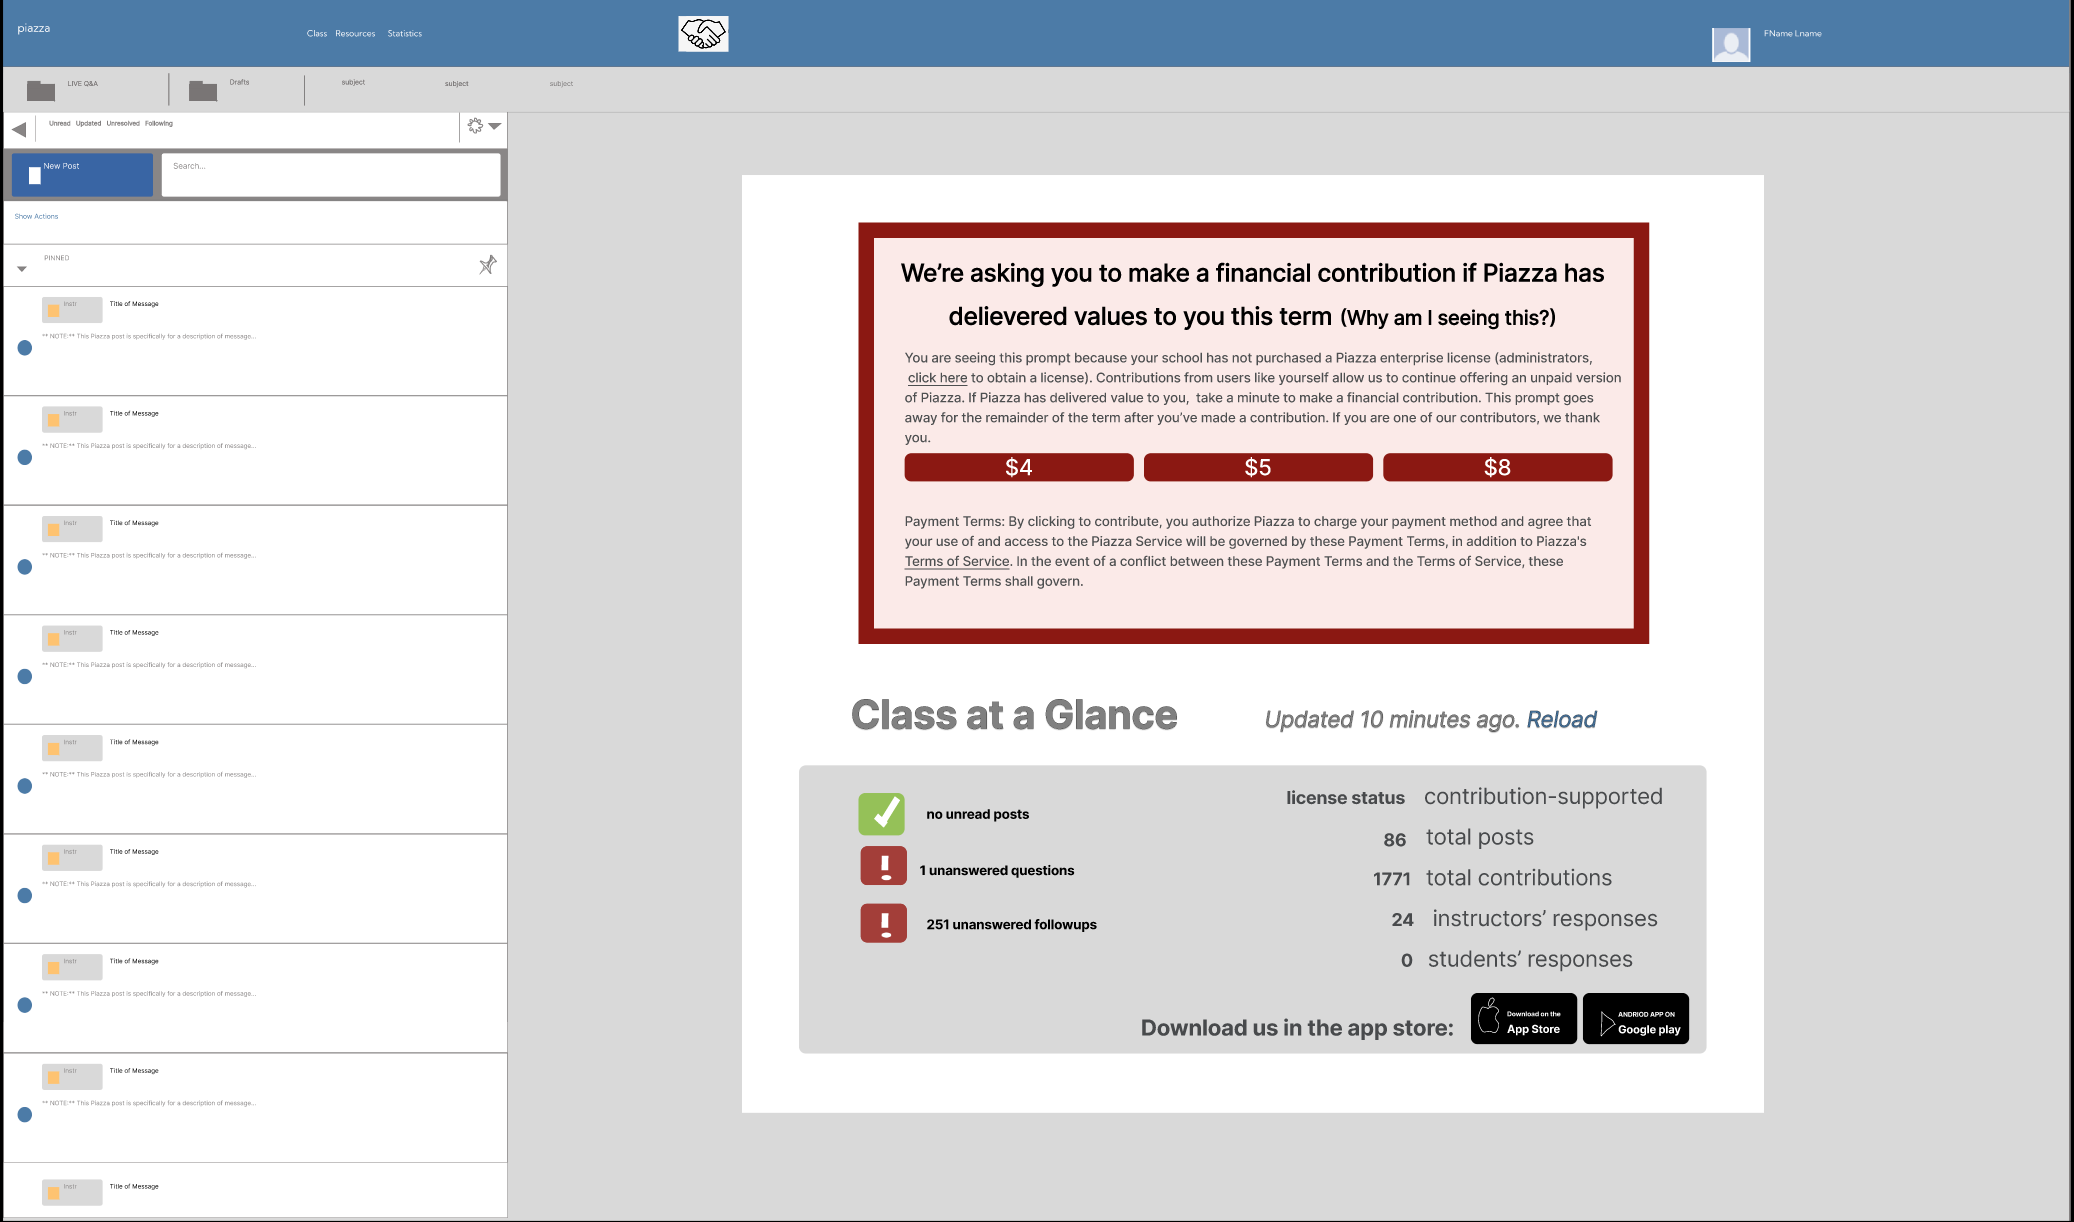 piazza
Class Resources Statistics
FName Lname
LIVE Q&A
Drafts
subject
subject
subject
Unread Updated Unresolved Following
New Post
Search...
Show Actions
PINNED
Instr Title of Message
** NOTE:** This Piazza post is specifically for a description of message...
Instr Title of Message
** NOTE:** This Piazza post is specifically for a description of message...
Instr Title of Message
** NOTE:** This Piazza post is specifically for a description of message...
Instr Title of Message
** NOTE:** This Piazza post is specifically for a description of message...
Instr Title of Message
** NOTE:** This Piazza post is specifically for a description of message...
Instr Title of Message
** NOTE:** This Piazza post is specifically for a description of message...
Instr Title of Message
** NOTE:** This Piazza post is specifically for a description of message...
Instr Title of Message
** NOTE:** This Piazza post is specifically for a description of message...
Instr Title of Message
We're asking you to make a financial contribution if Piazza has
delievered values to you this term (Why am I seeing this?)
You are seeing this prompt because your school has not purchased a Piazza enterprise license (administrators,
click here to obtain a license). Contributions from users like yourself allow us to continue offering an unpaid version
of Piazza. If Piazza has delivered value to you, take a minute to make a financial contribution. This prompt goes
away for the remainder of the term after you've made a contribution. If you are one of our contributors, we thank
you.
$4 $5 $8
Payment Terms: By clicking to contribute, you authorize Piazza to charge your payment method and agree that
your use of and access to the Piazza Service will be governed by these Payment Terms, in addition to Piazza's
Terms of Service. In the event of a conflict between these Payment Terms and the Terms of Service, these
Payment Terms shall govern.
Class at a Glance
Updated 10 minutes ago. Reload
no unread posts
1 unanswered questions
251 unanswered followups
license status contribution-supported
86 total posts
1771 total contributions
24 instructors' responses
0 students' responses
Download us in the app store:
Download on the
App Store
ANDRIOD APP ON
Google play